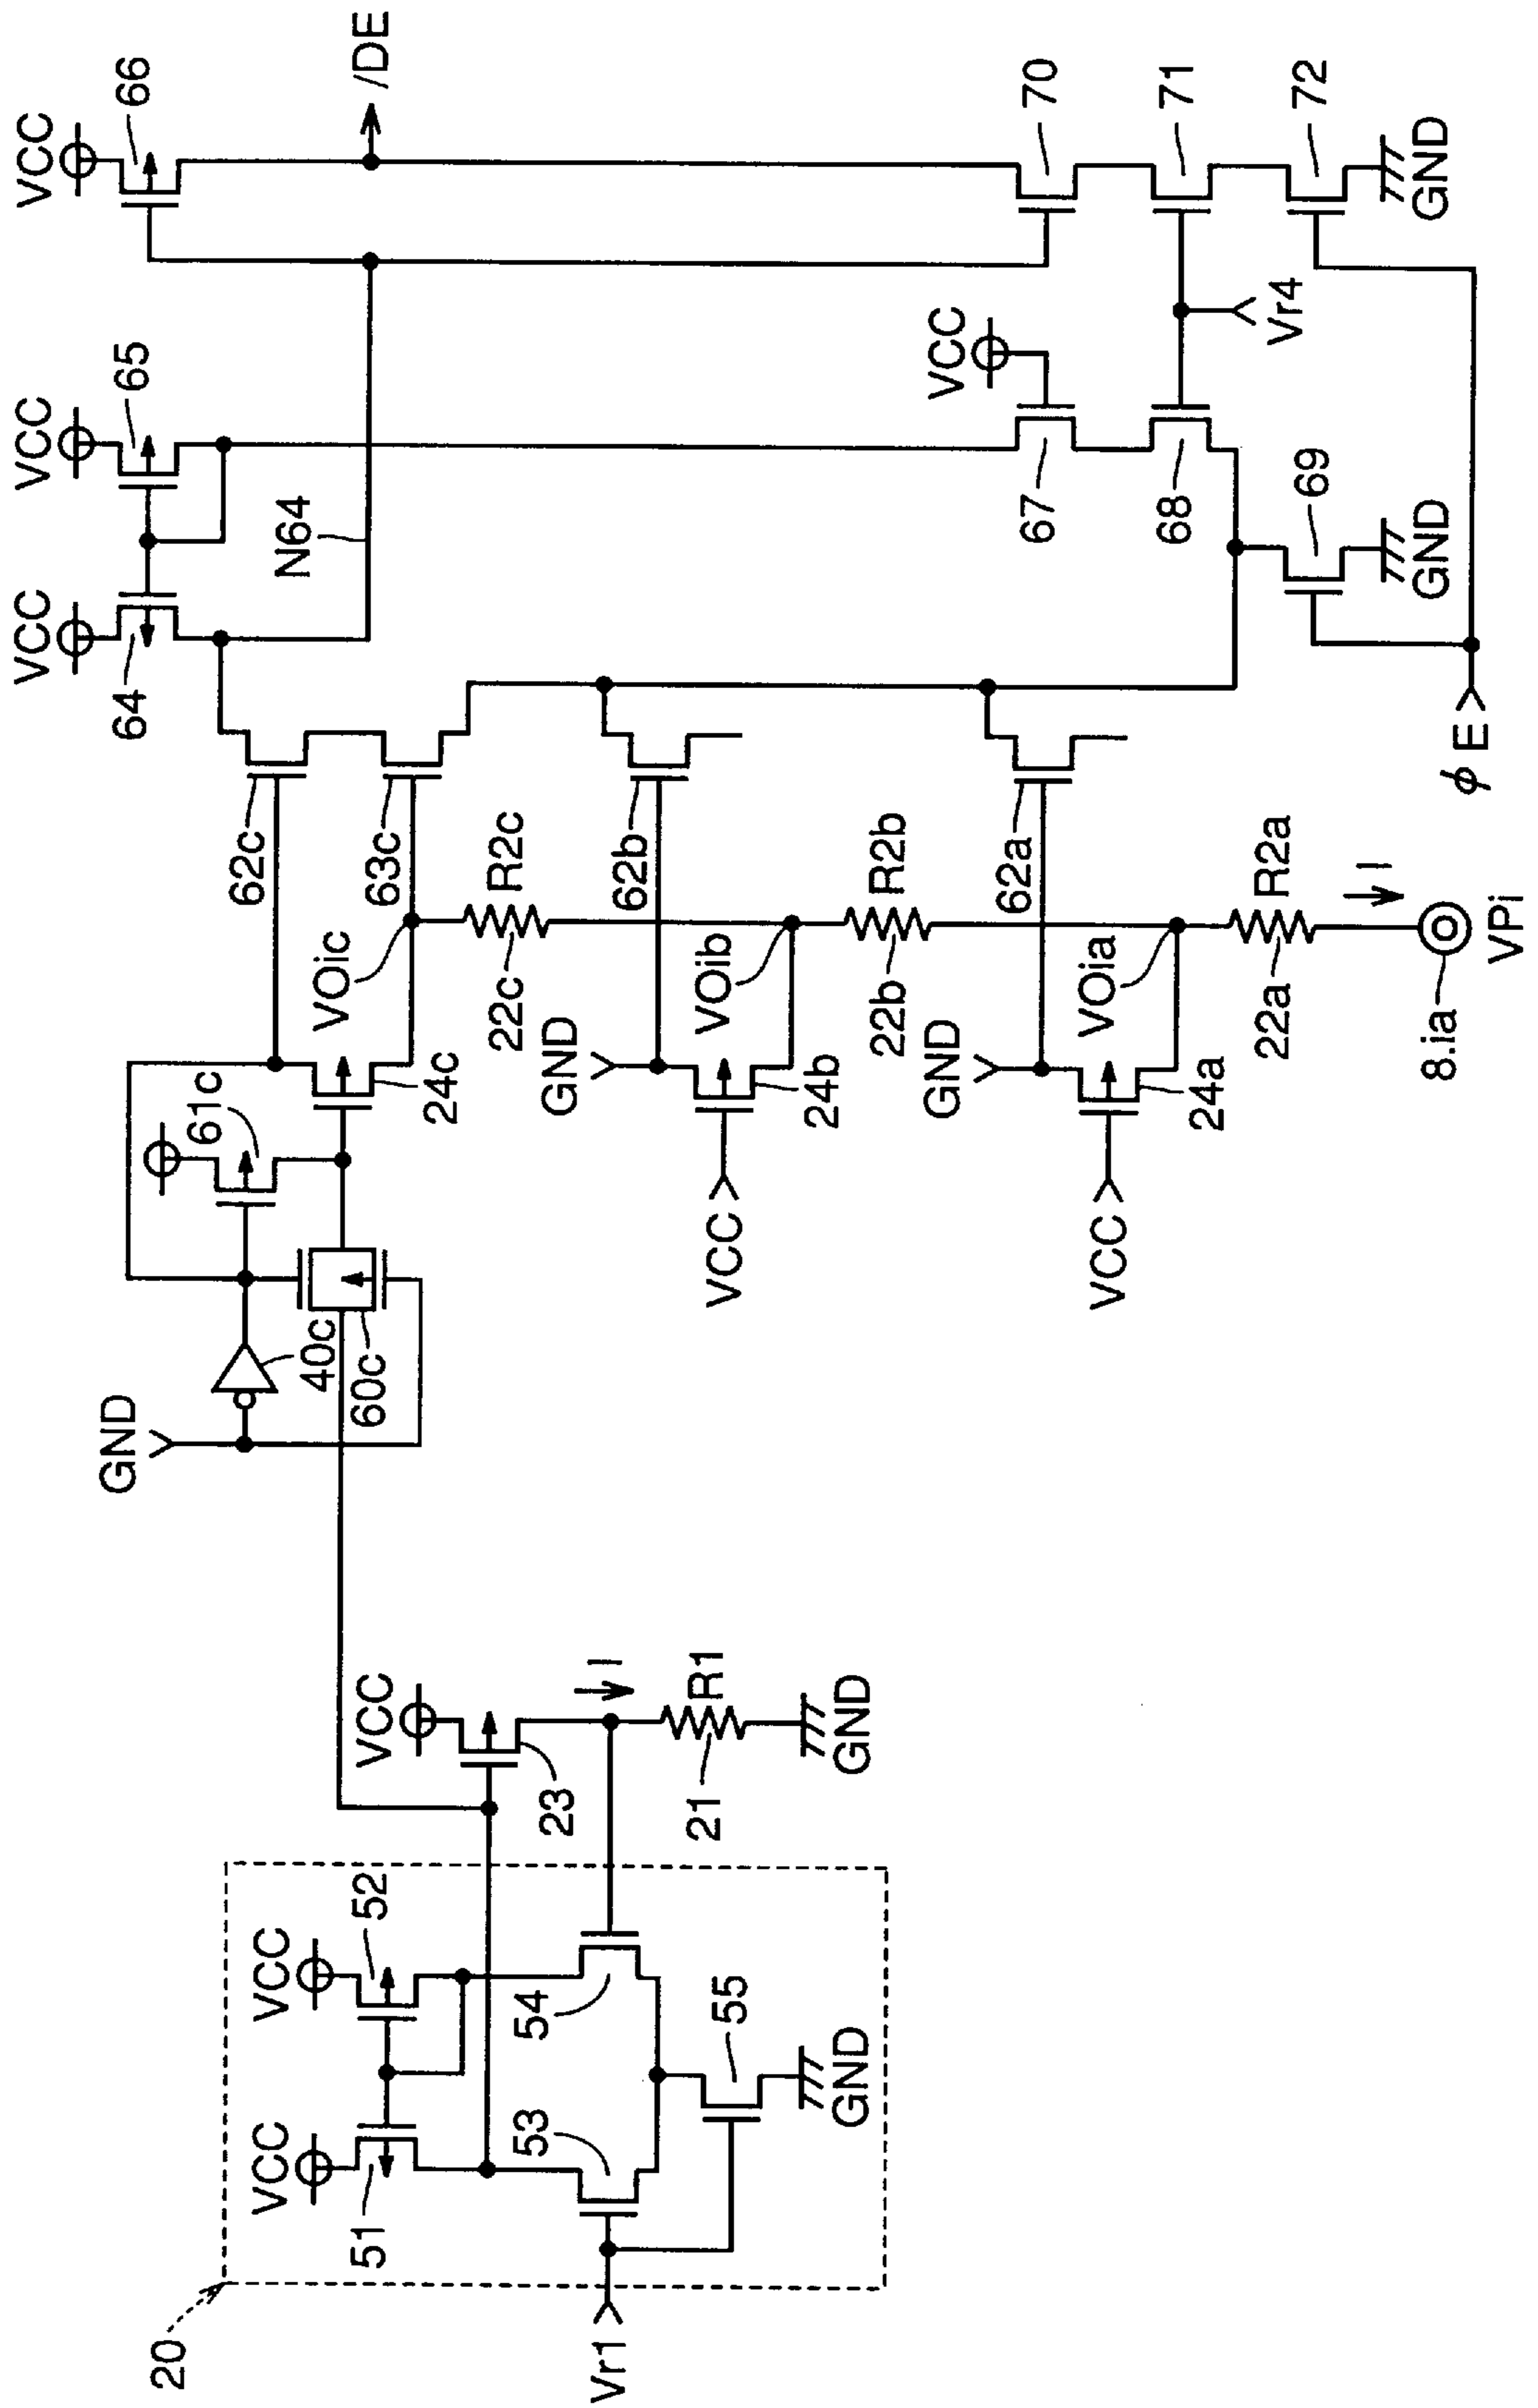 20
Vr1 >
VCC
51
VCC
52
53
54
55
GND
VCC
23
I
R1
21
GND
GND
40c
60c
61c
24c
VOic
62c
63c
R2c
22c
GND
VCC >
24b
VOib
62b
R2b
22b
GND
VCC >
24a
VOia
62a
R2a
22a
I
8.ia
VPi
VCC
64
VCC
65
N64
VCC
66
/DE
VCC
67
68
69
GND
Vr4
70
71
72
GND
φE >